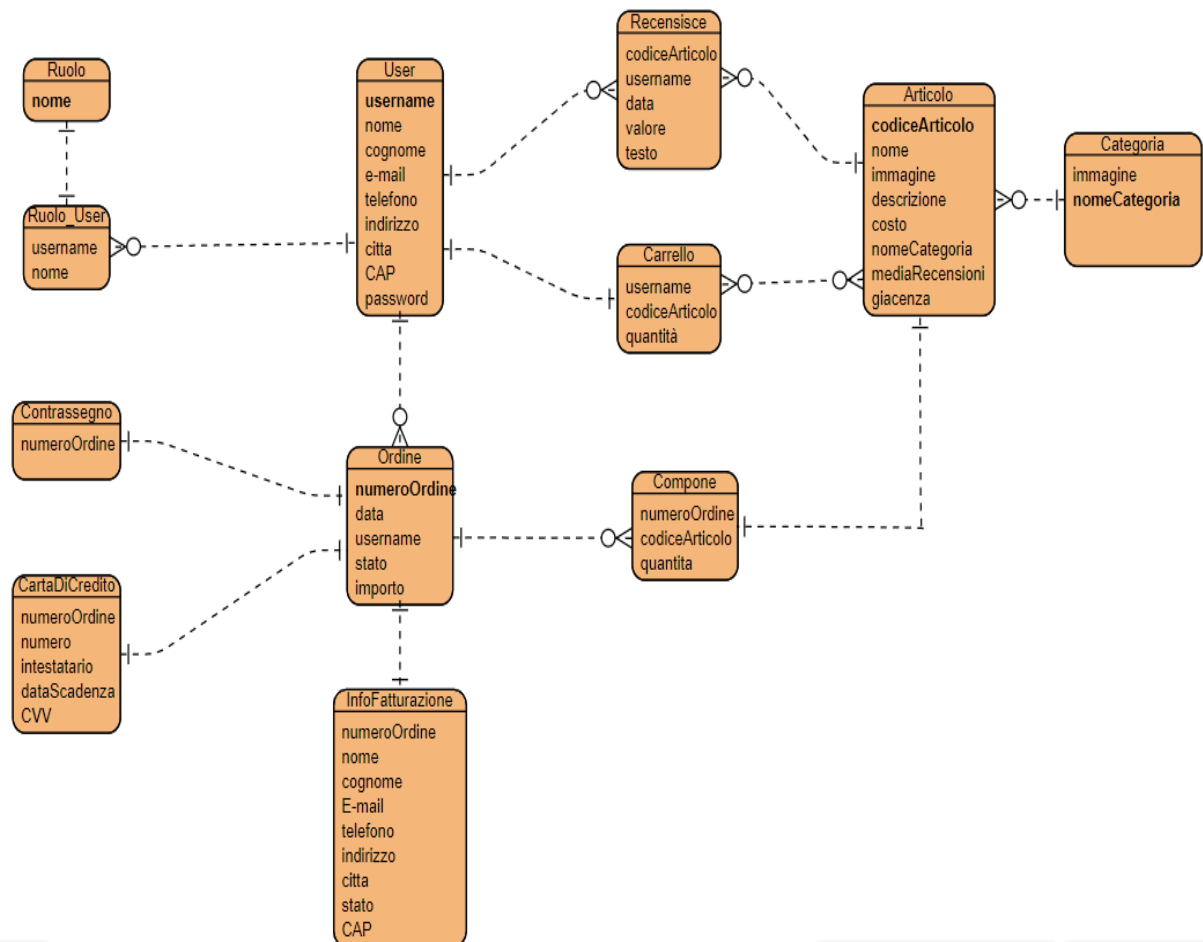 Ruolo
nome
Ruolo_User
username
nome
User
username
nome
cognome
e-mail
telefono
indirizzo
citta
CAP
password
Recensisce
codiceArticolo
username
data
valore
testo
Carrello
username
codiceArticolo
quantità
Articolo
codiceArticolo
nome
immagine
descrizione
costo
nomeCategoria
mediaRecensioni
giacenza
Categoria
immagine
nomeCategoria
Contrassegno
numeroOrdine
CartaDiCredito
numeroOrdine
numero
intestatario
dataScadenza
CVV
Ordine
numeroOrdine
data
username
stato
importo
Compone
numeroOrdine
codiceArticolo
quantita
InfoFatturazione
numeroOrdine
nome
cognome
E-mail
telefono
indirizzo
citta
stato
CAP